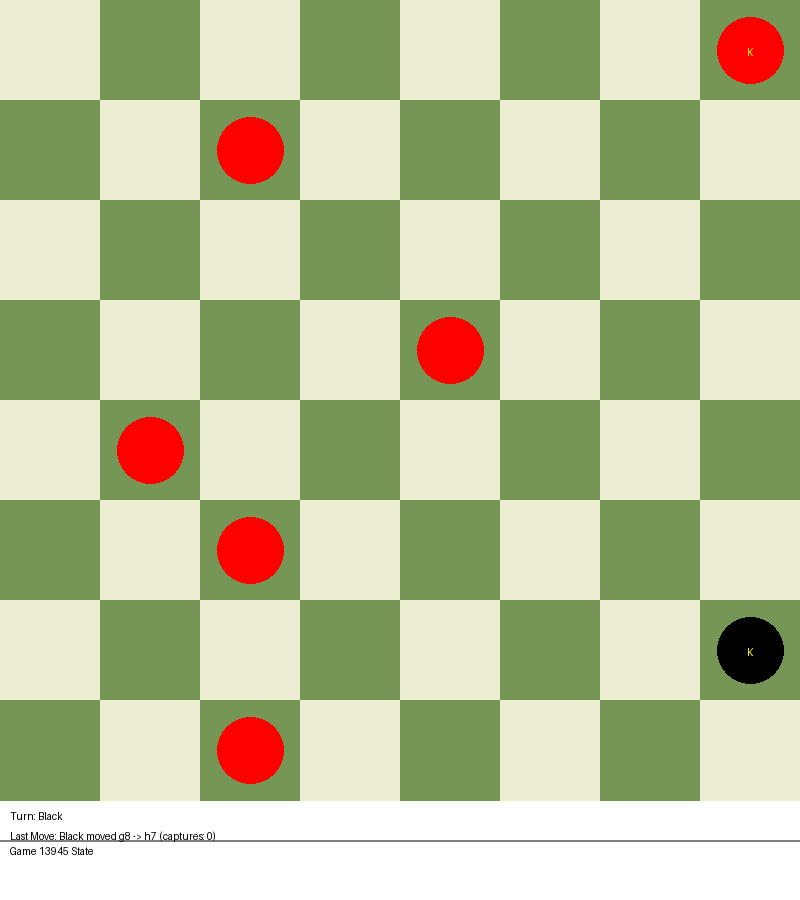 K
K
Turn: Black
Last Move: Black moved g8 -> h7 (captures: 0)
Game 13945 State